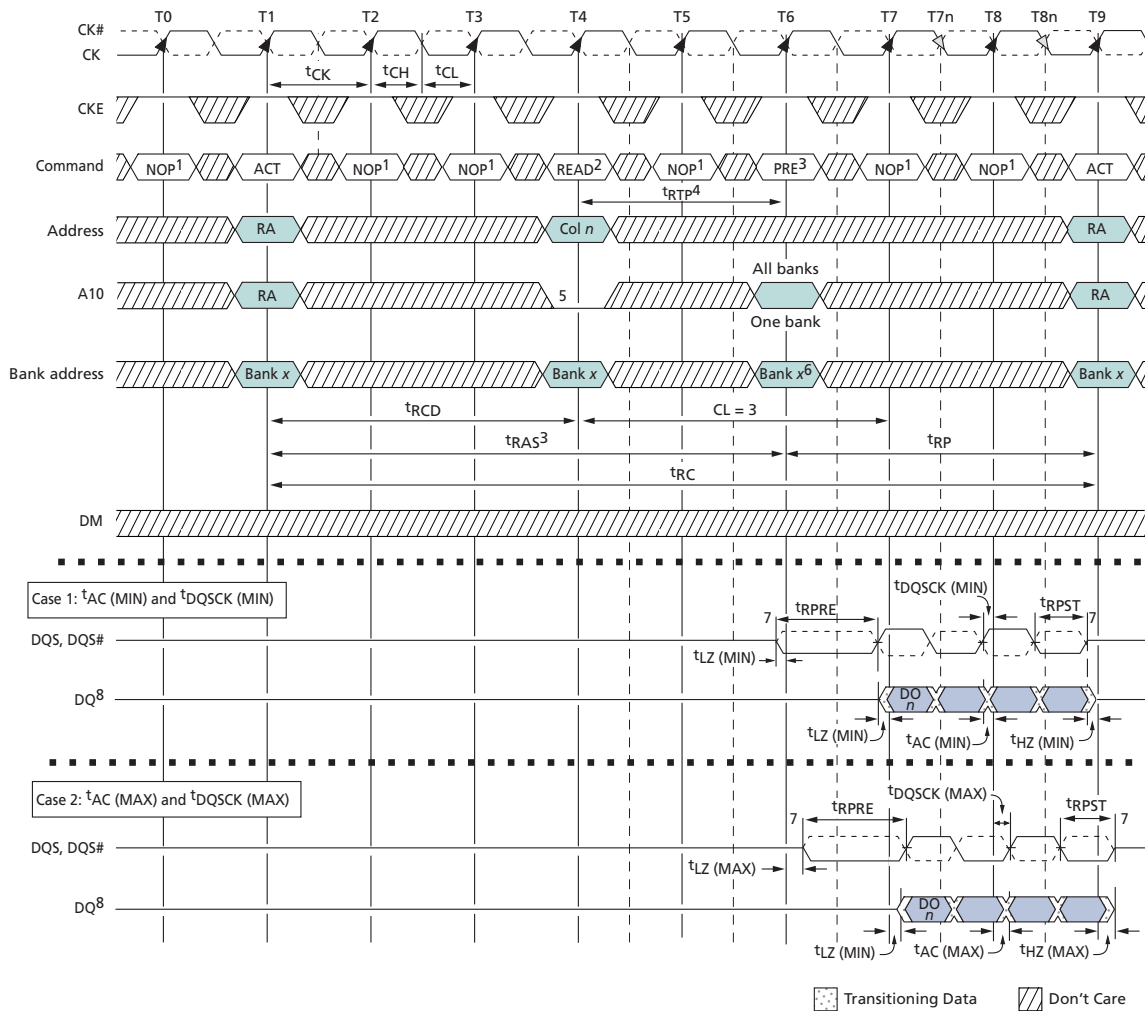 T0 T1 T2 T3 T4 T5 T6 T7 T7n T8 T8n T9
CK#
CK
tCK tCH tCL
CKE
Command NOP1 ACT NOP1 NOP1 READ2 NOP1 PRE3 NOP1 NOP1 ACT
tRTP4
Address RA Col n RA
All banks
A10 RA 5 RA
One bank
Bank address Bank x Bank x Bank x6 Bank x
tRCD CL = 3
tRAS3 tRP
tRC
DM
Case 1: tAC (MIN) and tDQSCK (MIN)
tDQSCK (MIN)
7 tRPRE tRPST 7
DQS, DQS#
tLZ (MIN)
DQ8 DO n
tLZ (MIN) tAC (MIN) tHZ (MIN)
Case 2: tAC (MAX) and tDQSCK (MAX)
tDQSCK (MAX)
7 tRPRE tRPST 7
DQS, DQS#
tLZ (MAX)
DQ8 DO n
tLZ (MIN) tAC (MAX) tHZ (MAX)
Transitioning Data Don't Care